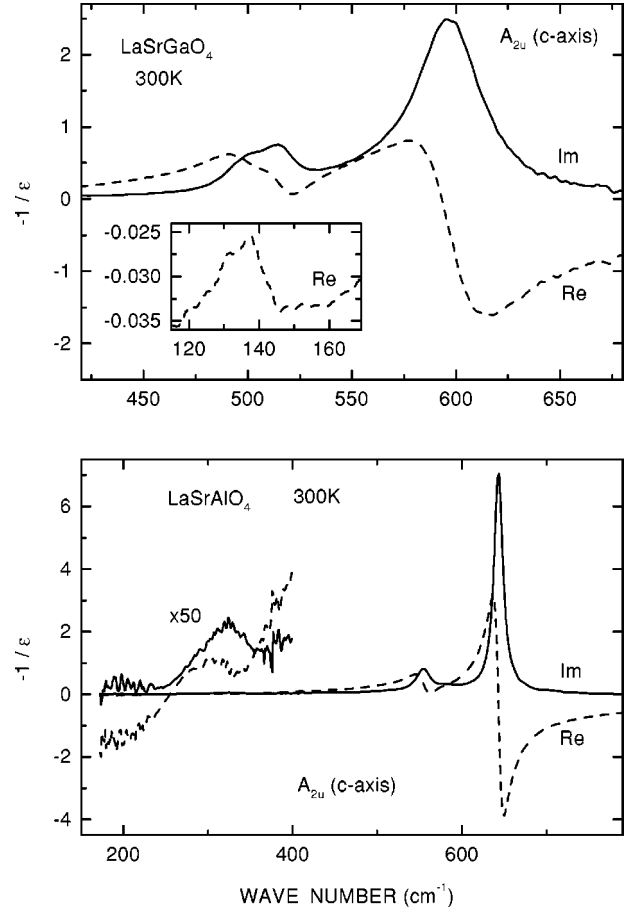 LaSrGaO₄
300K
A₂ᵤ (c-axis)
2
1
0
-1
-2
-1 / ε
Im
Re
-0.025
-0.030
-0.035
Re
120 140 160
450 500 550 600 650
LaSrAlO₄ 300K
6
4
2
0
-2
-4
-1 / ε
x50
Im
Re
A₂ᵤ (c-axis)
200 400 600
WAVE NUMBER (cm⁻¹)